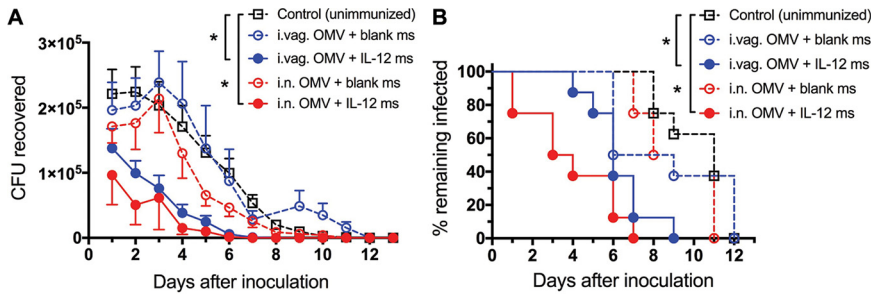 A
Control (unimmunized)
i.vag. OMV + blank ms
i.vag. OMV + IL-12 ms
i.n. OMV + blank ms
i.n. OMV + IL-12 ms
*
*
CFU recovered
3×10⁵
2×10⁵
1×10⁵
0
0 2 4 6 8 10 12
Days after inoculation
B
Control (unimmunized)
i.vag. OMV + blank ms
i.vag. OMV + IL-12 ms
i.n. OMV + blank ms
i.n. OMV + IL-12 ms
*
*
% remaining infected
100
80
60
40
20
0
0 2 4 6 8 10 12
Days after inoculation